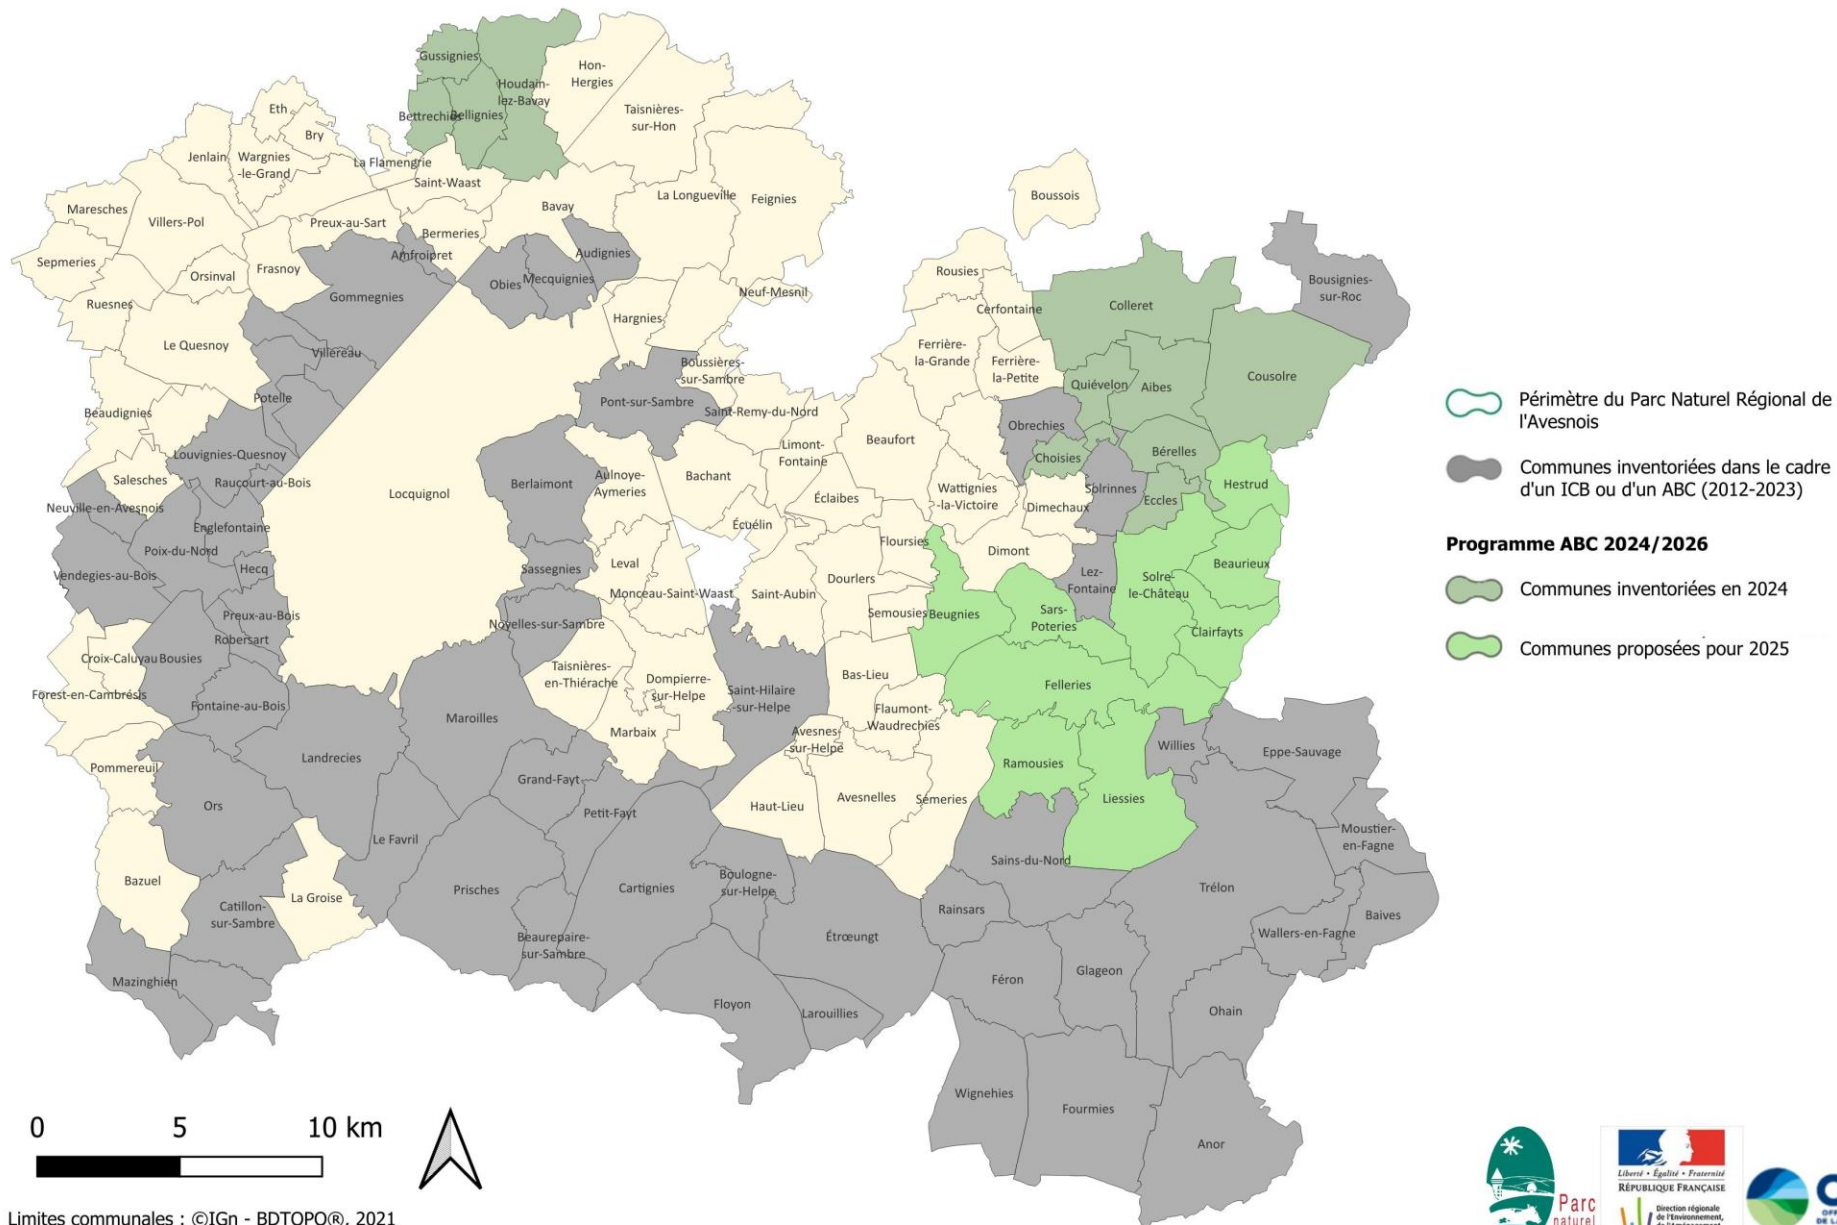 Gussignies
Hon-
Hergies
Houdain-
lez-Bavay
Bettrechies
Bellignies
Taisnières-
sur-Hon
Eth
Bry
Jenlain
Wargnies
-le-Grand
La Flamengrie
Saint-Waast
La Longueville
Feignies
Boussois
Maresches
Villers-Pol
Preux-au-Sart
Bavay
Bermeries
Amfroipret
Audignies
Sepmeries
Orsinval
Frasnoy
Gommegnies
Obies
Mecquignies
Neuf-Mesnil
Rousies
Bousignies-
sur-Roc
Ruesnes
Hargnies
Cerfontaine
Colleret
Le Quesnoy
Villereau
Boussières-
sur-Sambre
Ferrière-
la-Grande
Ferrière-
la-Petite
Quiévelon
Aibes
Cousolre
Potelle
Pont-sur-Sambre
Saint-Remy-du-Nord
Beaudignies
Beaufort
Obrechies
Limont-
Fontaine
Choisies
Bérelles
Louvignies-Quesnoy
Salesches
Raucourt-au-Bois
Locquignol
Berlaimont
Aulnoye-
Aymeries
Bachant
Éclaibes
Wattignies
-la-Victoire
Solrinnes
Eccles
Hestrud
Neuville-en-Avesnois
Dimechaux
Englefontaine
Écuélin
Poix-du-Nord
Floursies
Dimont
Hecq
Vendegies-au-Bois
Sassegnies
Leval
Dourlers
Lez-
Fontaine
Solre-
le-Château
Beaurieux
Monceau-Saint-Waast
Saint-Aubin
Preux-au-Bois
Robersart
Noyelles-sur-Sambre
Semousies
Beugnies
Sars-
Poteries
Clairfayts
Croix-Caluyau
Bousies
Taisnières-
en-Thiérache
Dompierre-
sur-Helpe
Saint-Hilaire
-sur-Helpe
Bas-Lieu
Felleries
Forest-en-Cambrésis
Fontaine-au-Bois
Maroilles
Marbaix
Flaumont-
Waudrechies
Avesnes-
sur-Helpe
Willies
Eppe-Sauvage
Pommereuil
Landrecies
Grand-Fayt
Ramousies
Ors
Petit-Fayt
Haut-Lieu
Avesnelles
Sémeries
Liessies
Moustier-
en-Fagne
Le Favril
Sains-du-Nord
Bazuel
La Groise
Prisches
Cartignies
Boulogne-
sur-Helpe
Trélon
Catillon-
sur-Sambre
Rainsars
Baives
Beaurepaire-
sur-Sambre
Étrœungt
Wallers-en-Fagne
Mazinghien
Féron
Glageon
Floyon
Larouillies
Ohain
Wignehies
Fourmies
Anor
Périmètre du Parc Naturel Régional de
l'Avesnois
Communes inventoriées dans le cadre
d'un ICB ou d'un ABC (2012-2023)
Programme ABC 2024/2026
Communes inventoriées en 2024
Communes proposées pour 2025
0 5 10 km
Limites communales : ©IGn - BDTOPO®, 2021
Parc
naturel
Liberté • Égalité • Fraternité
RÉPUBLIQUE FRANÇAISE
Direction régionale
de l'Environnement,